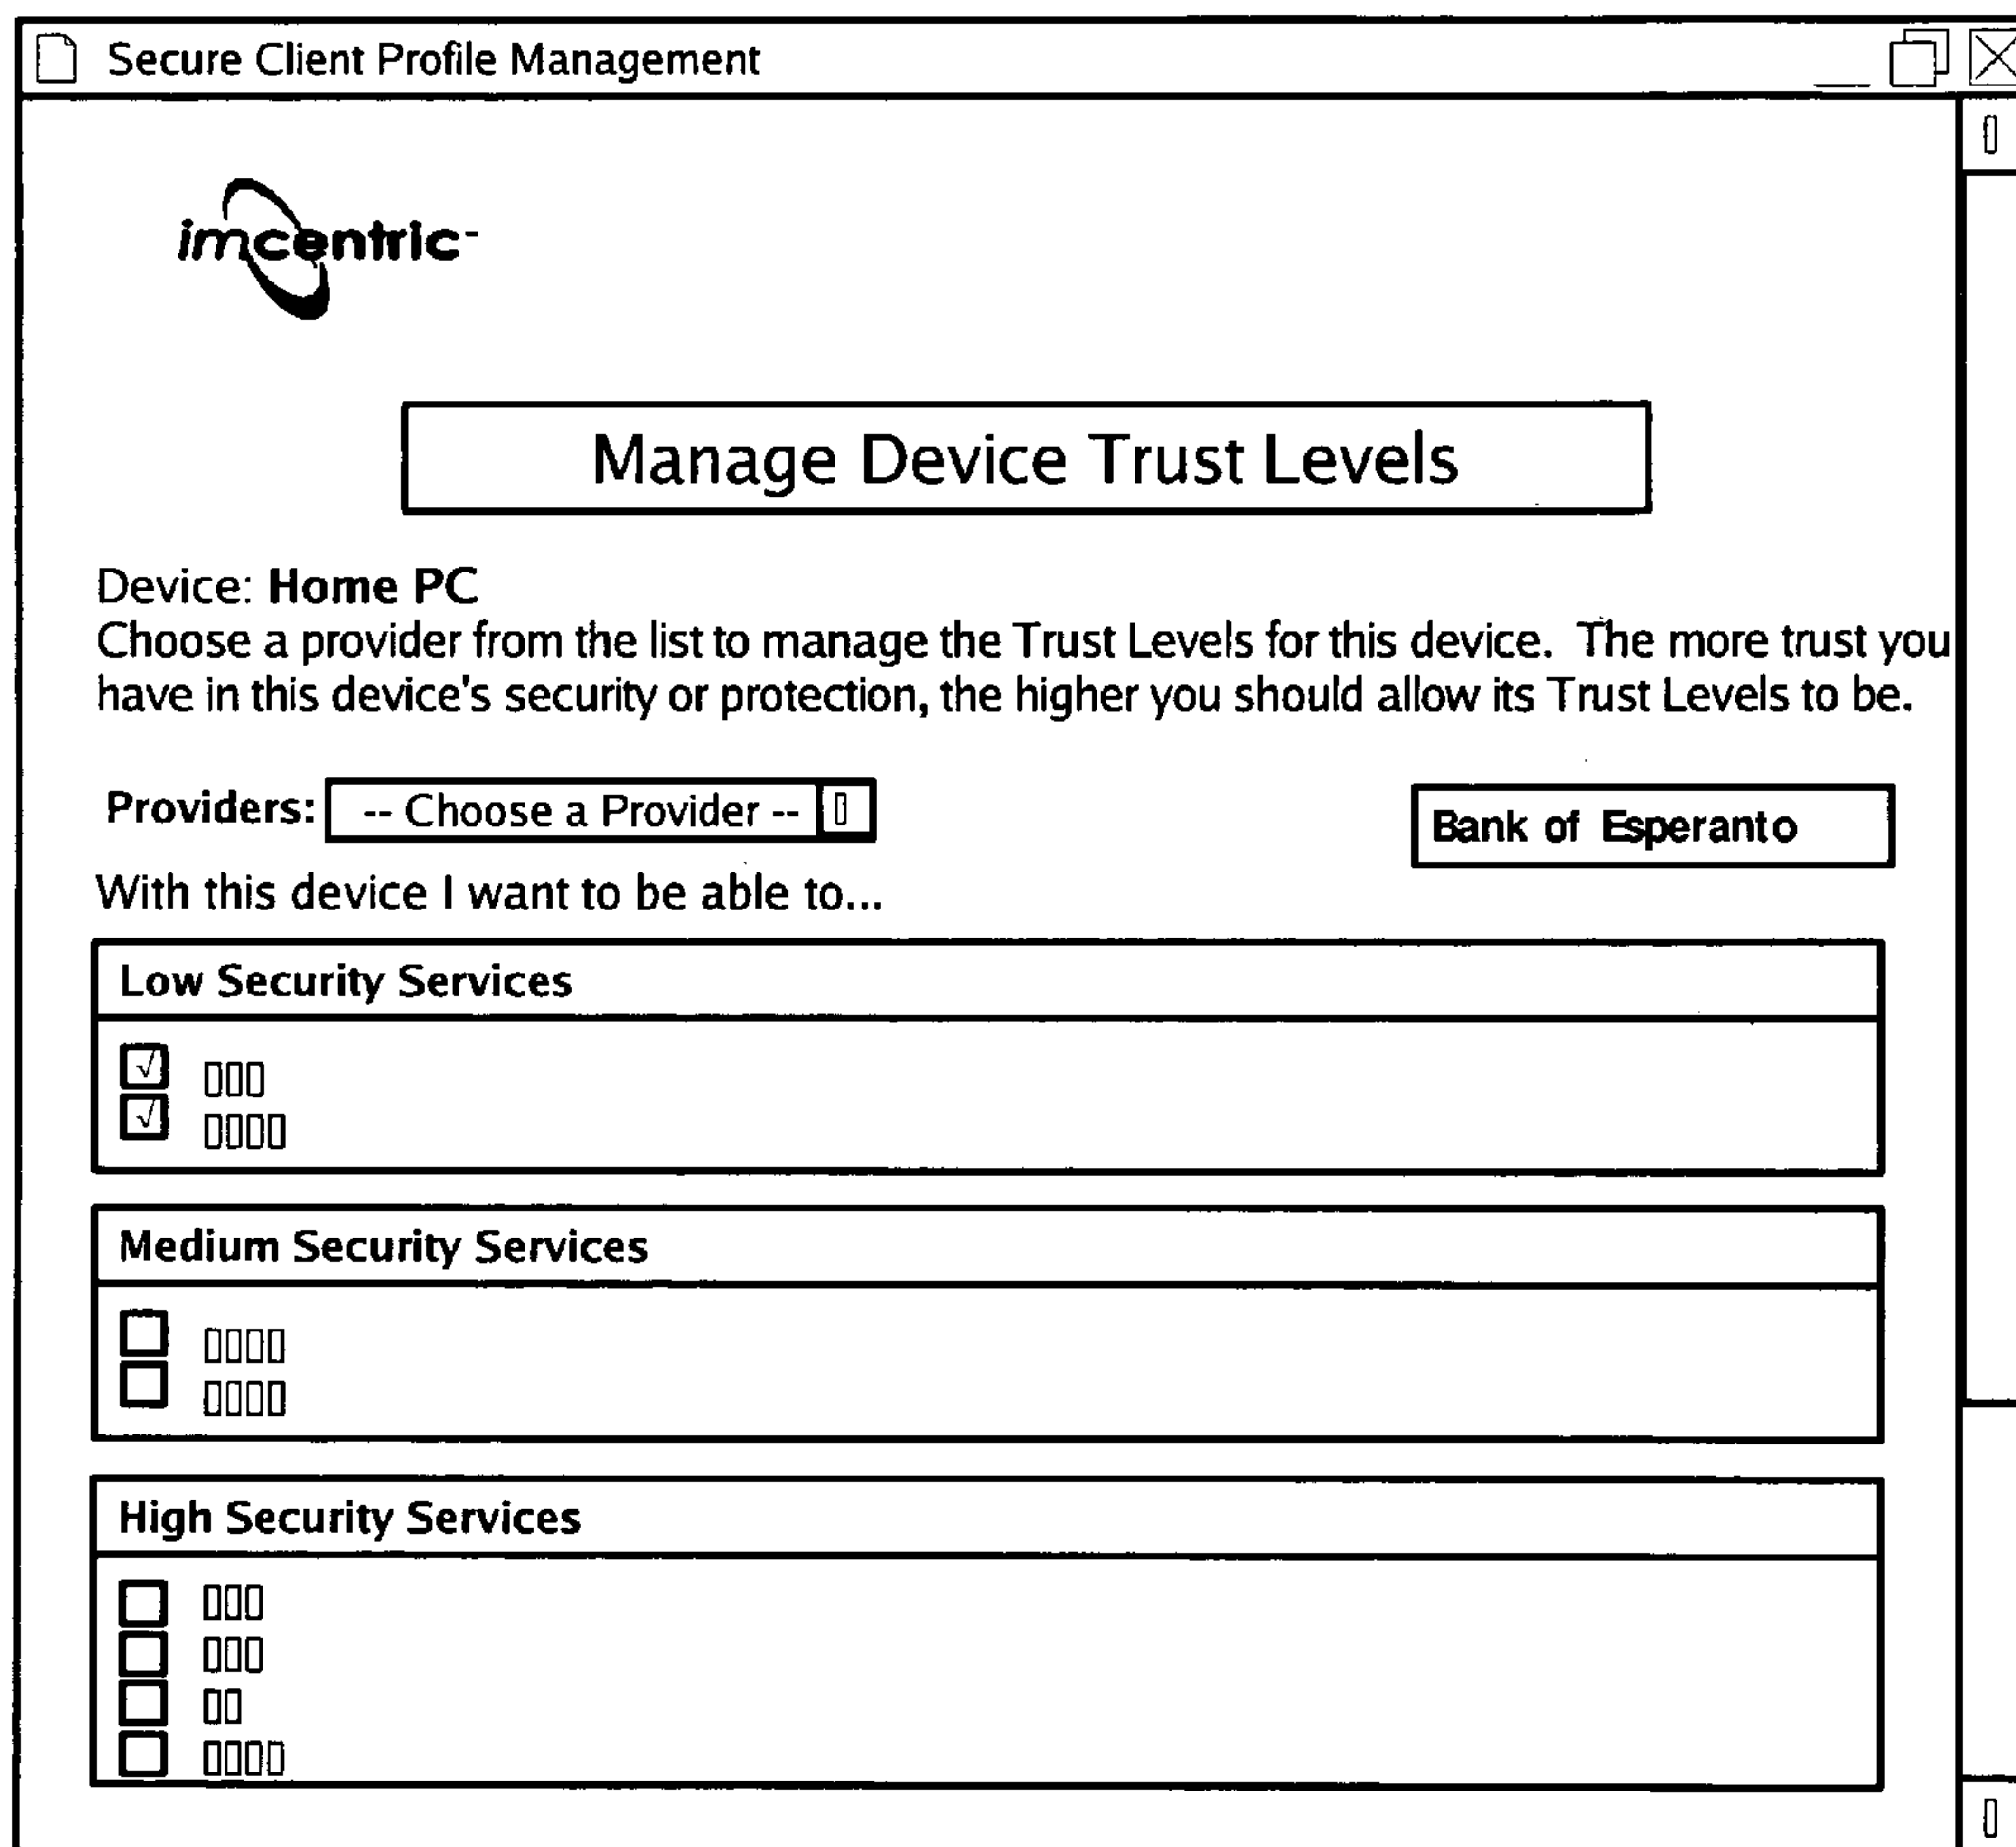 Secure Client Profile Management
imcentric
Manage Device Trust Levels
Device: Home PC
Choose a provider from the list to manage the Trust Levels for this device. The more trust you
have in this device's security or protection, the higher you should allow its Trust Levels to be.
Providers: -- Choose a Provider --
Bank of Esperanto
With this device I want to be able to...
Low Security Services
Medium Security Services
High Security Services